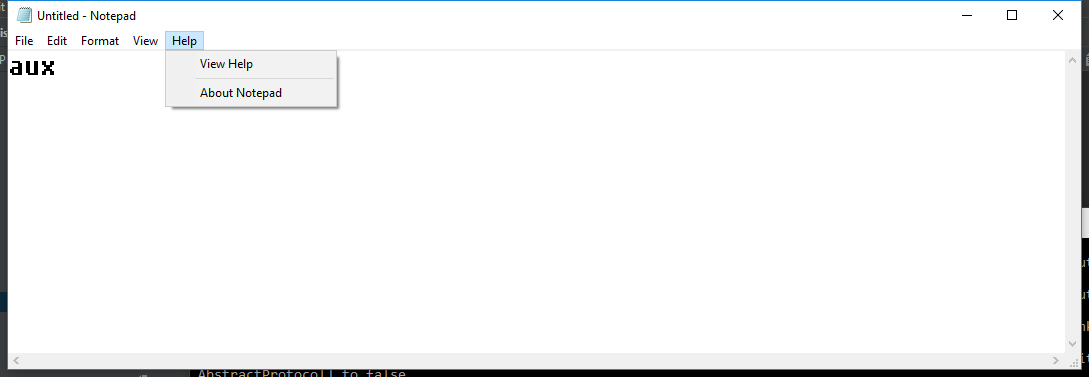 Untitled - Notepad
File Edit Format View Help
aux
View Help
About Notepad
AbstractProtocol] to false